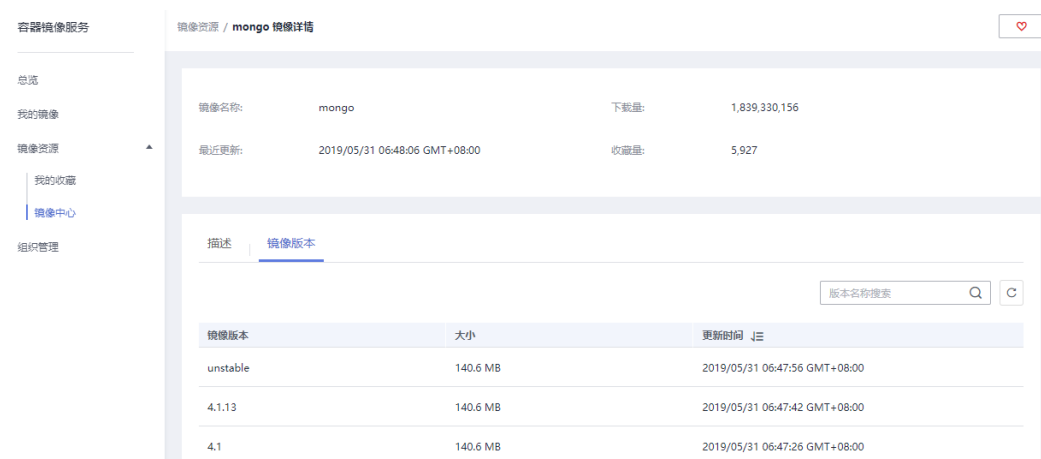 容器镜像服务
镜像资源 / mongo 镜像详情
总览
我的镜像
镜像资源
我的收藏
镜像中心
组织管理
镜像名称: mongo 下载量: 1,839,330,156
最近更新: 2019/05/31 06:48:06 GMT+08:00 收藏量: 5,927
描述 镜像版本
版本名称搜索
镜像版本 大小 更新时间
unstable 140.6 MB 2019/05/31 06:47:56 GMT+08:00
4.1.13 140.6 MB 2019/05/31 06:47:42 GMT+08:00
4.1 140.6 MB 2019/05/31 06:47:26 GMT+08:00